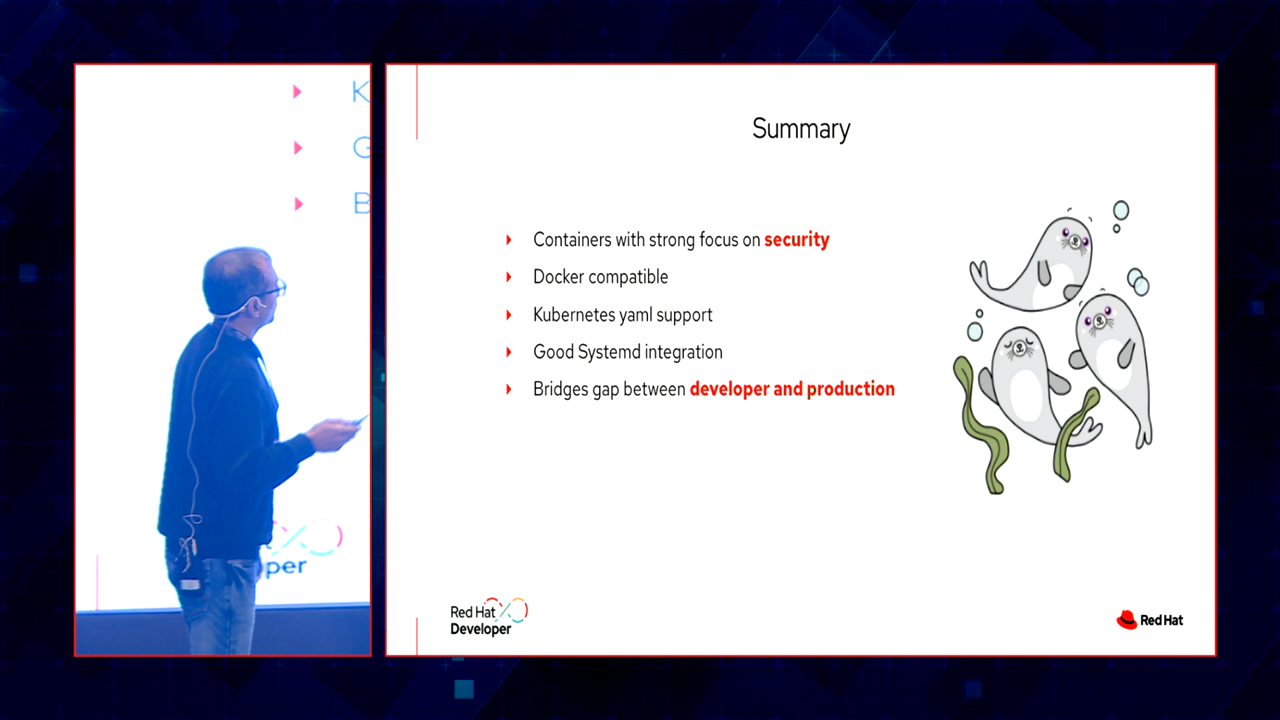 K
G
B
oper
Summary
Containers with strong focus on security
Docker compatible
Kubernetes yaml support
Good Systemd integration
Bridges gap between developer and production
Red Hat
Developer
Red Hat